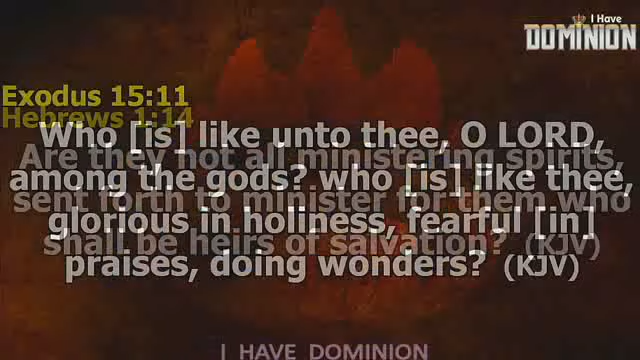 I Have
DOMINION
Exodus 15:11
Hebrews 1:14
Who [is] like unto thee, O LORD,
Are they not all ministering spirits,
among the gods? who [is] like thee,
sent forth to minister for them who
glorious in holiness, fearful [in]
shall be heirs of salvation? (KJV)
praises, doing wonders? (KJV)
I HAVE DOMINION